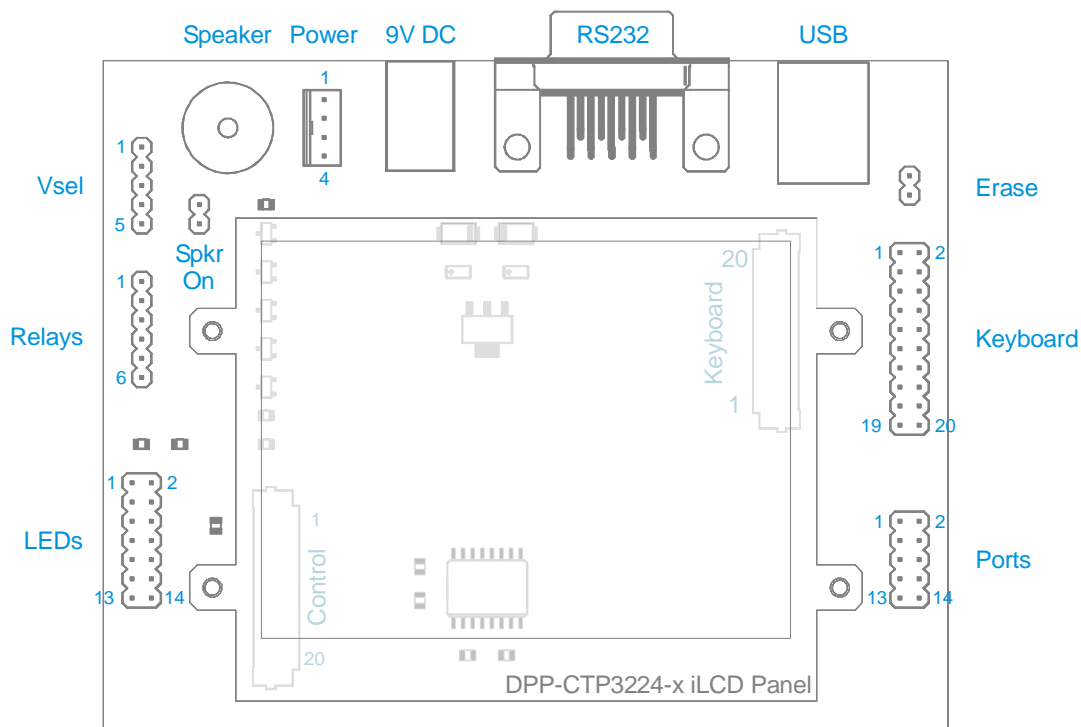 Speaker Power 9V DC RS232 USB
1
1
4
Vsel
Erase
5
Spkr
On
1 2
20
1
Relays
Keyboard
Keyboard
6
1
19 20
1 2
1
1 2
LEDs
Control
Ports
13 14
13 14
20
DPP-CTP3224-x iLCD Panel